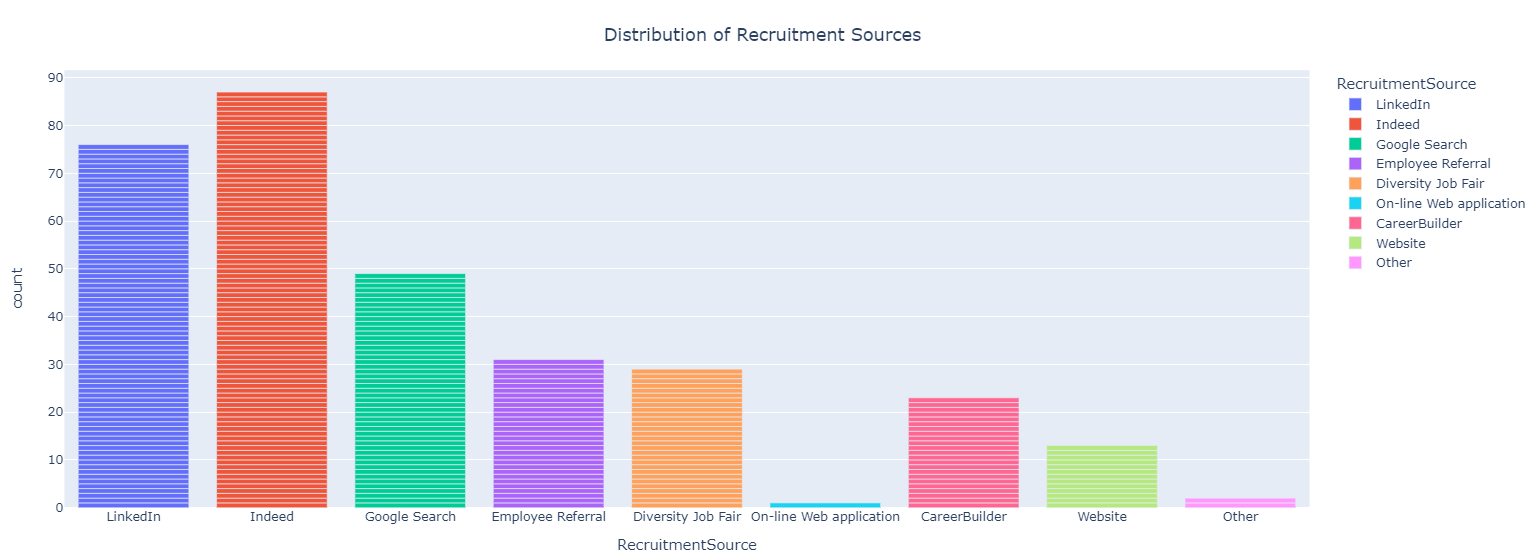 Distribution of Recruitment Sources
90
80
70
60
50
40
30
20
10
0
count
LinkedIn
Indeed
Google Search
Employee Referral
Diversity Job Fair
On-line Web application
CareerBuilder
Website
Other
RecruitmentSource
RecruitmentSource
LinkedIn
Indeed
Google Search
Employee Referral
Diversity Job Fair
On-line Web application
CareerBuilder
Website
Other